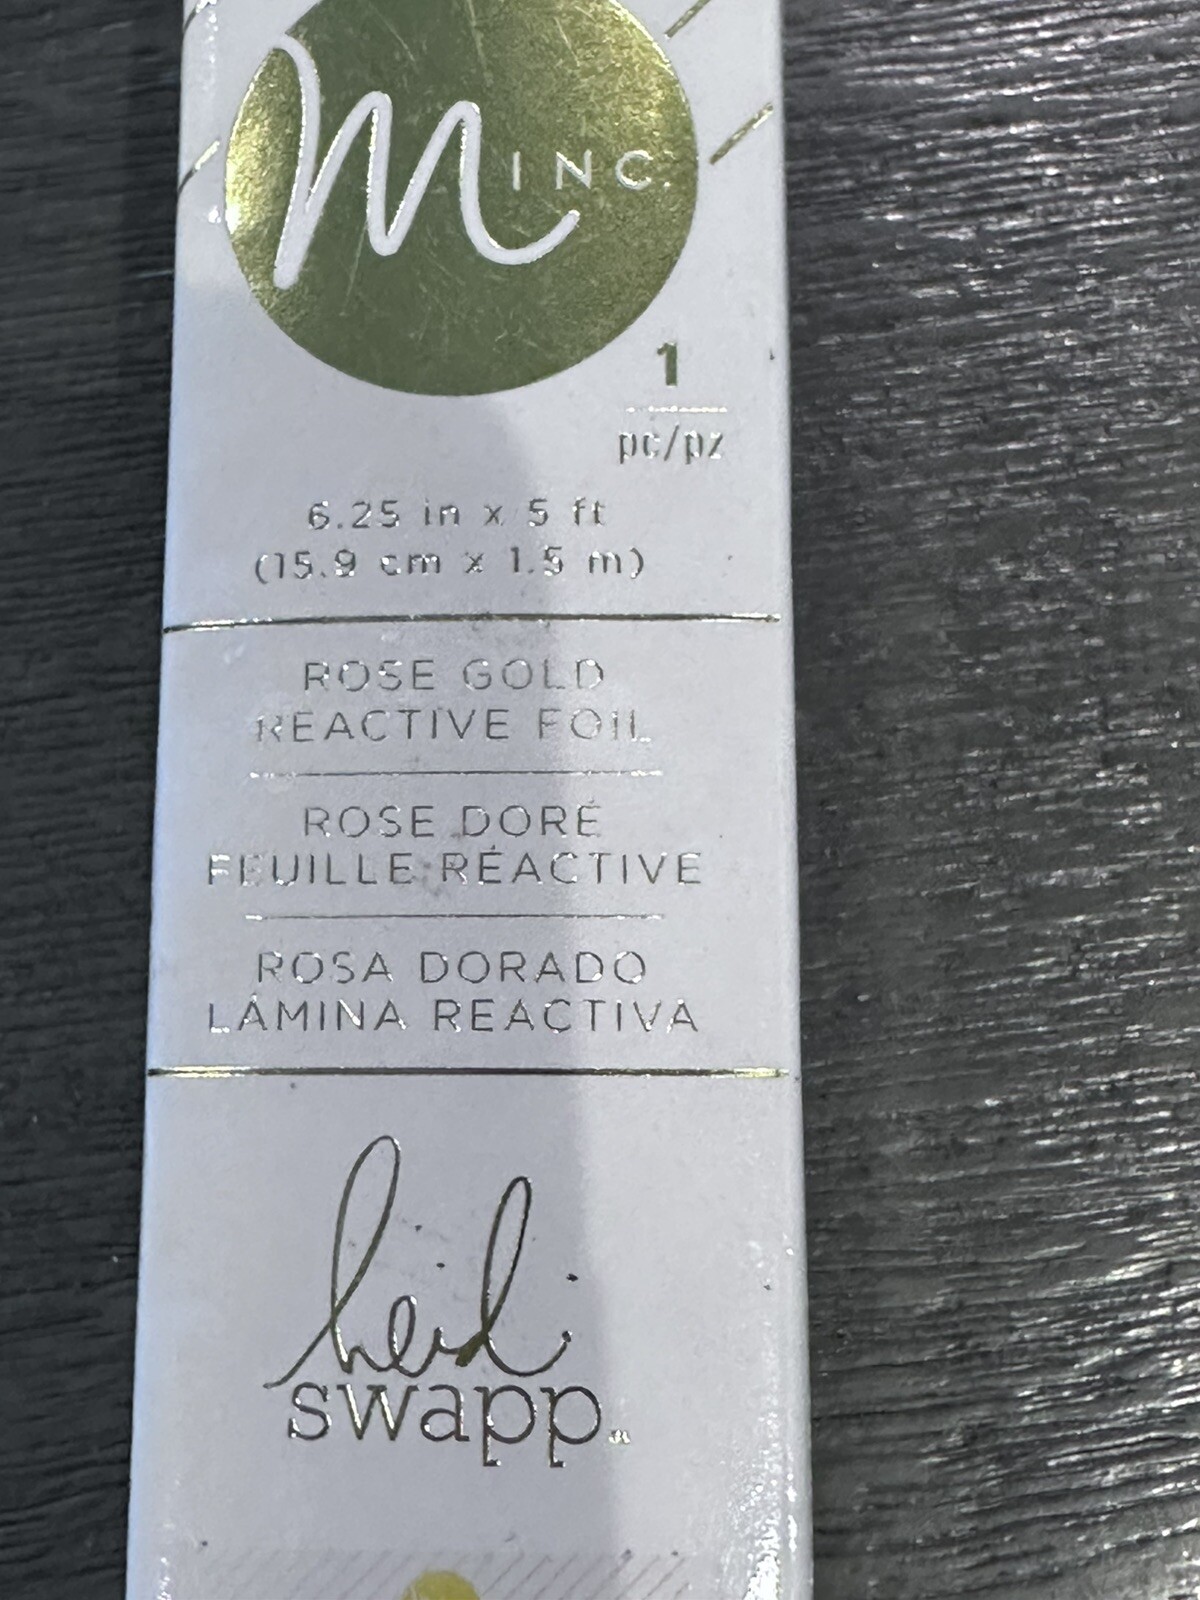 Minc.
1
pc/pz
6.25 in x 5 ft
(15.9 cm x 1.5 m)
ROSE GOLD
REACTIVE FOIL
ROSE DORÉ
FEUILLE RÉACTIVE
ROSA DORADO
LÁMINA REACTIVA
heidi
swapp